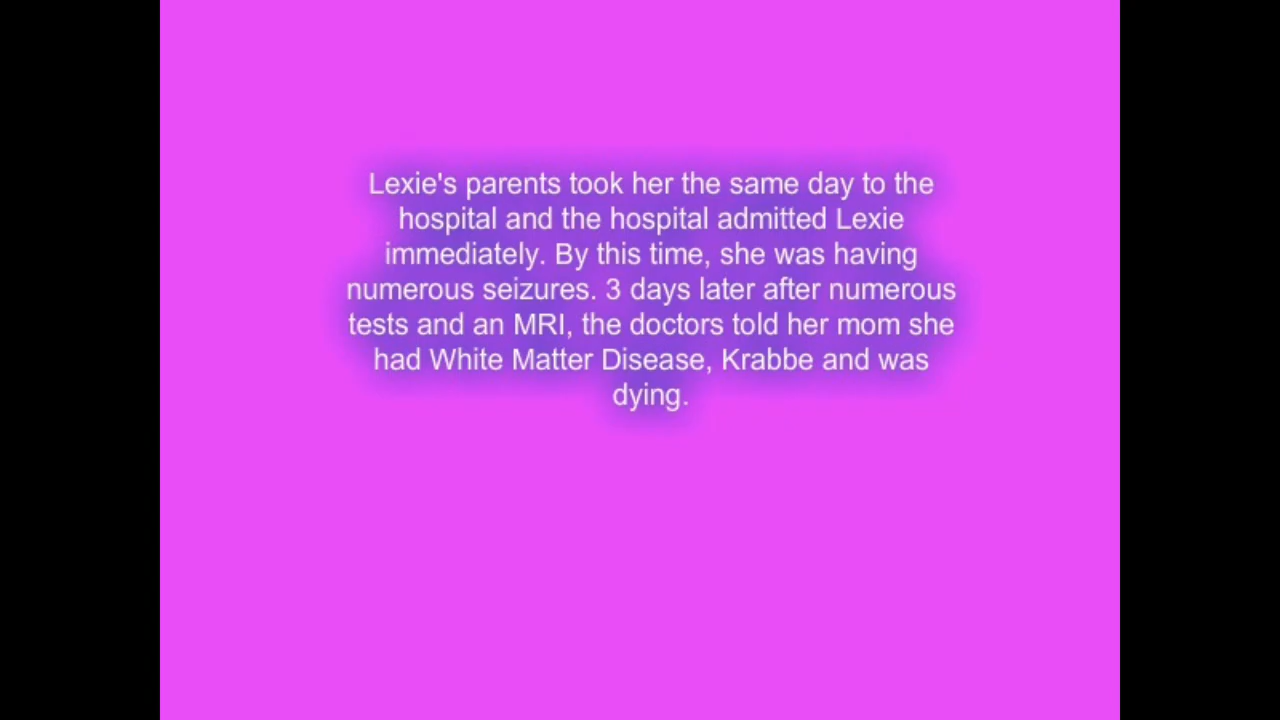 Lexie's parents took her the same day to the
hospital and the hospital admitted Lexie
immediately. By this time, she was having
numerous seizures. 3 days later after numerous
tests and an MRI, the doctors told her mom she
had White Matter Disease, Krabbe and was
dying.